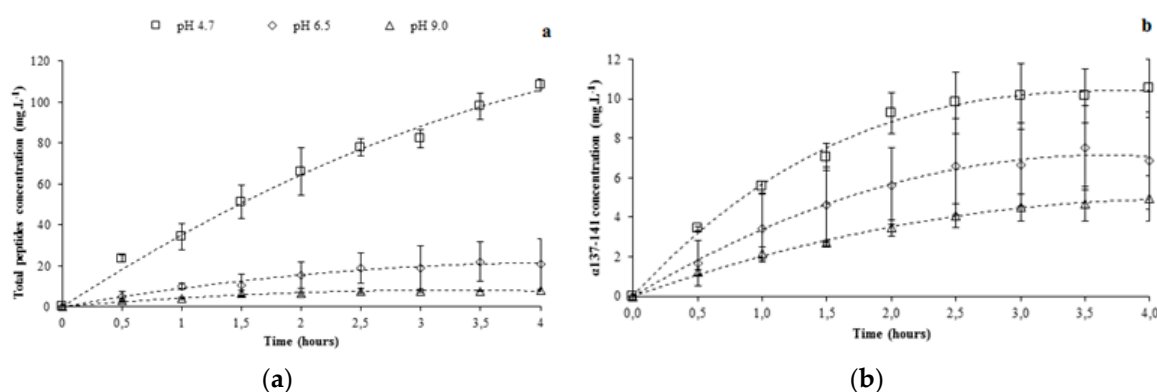 pH 4.7 pH 6.5 pH 9.0
a
Total peptides concentration (mg.L-1)
120
100
80
60
40
20
0
0 0,5 1 1,5 2 2,5 3 3,5 4
Time (hours)
(a)
b
α137-141 concentration (mg.L-1)
12
10
8
6
4
2
0
0,0 0,5 1,0 1,5 2,0 2,5 3,0 3,5 4,0
Time (hours)
(b)